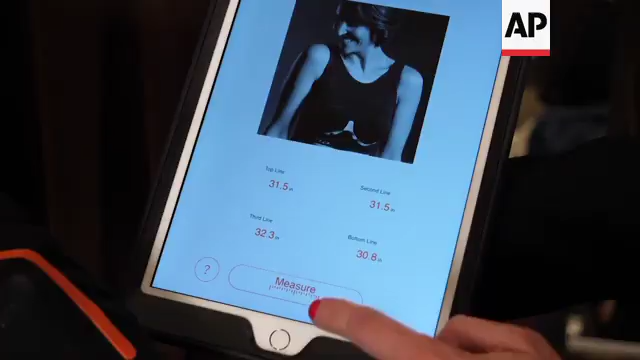 AP
Top Line
31.5 in
Second Line
31.5 in
Third Line
32.3 in
Bottom Line
30.8 in
?
Measure